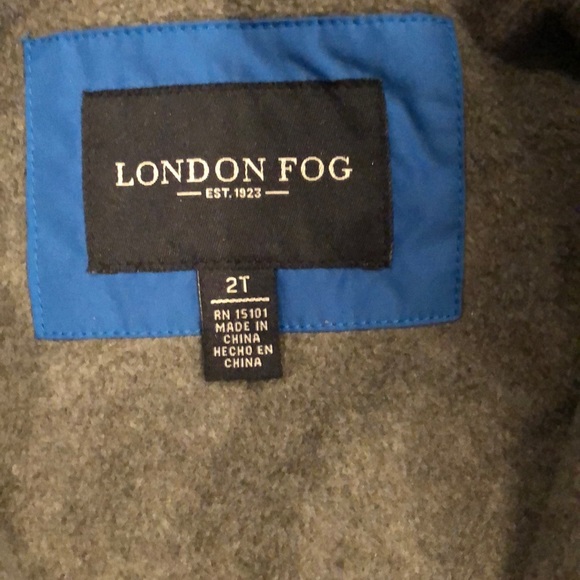 LONDON FOG
EST. 1923
2T
RN 15101
MADE IN
CHINA
HECHO EN
CHINA